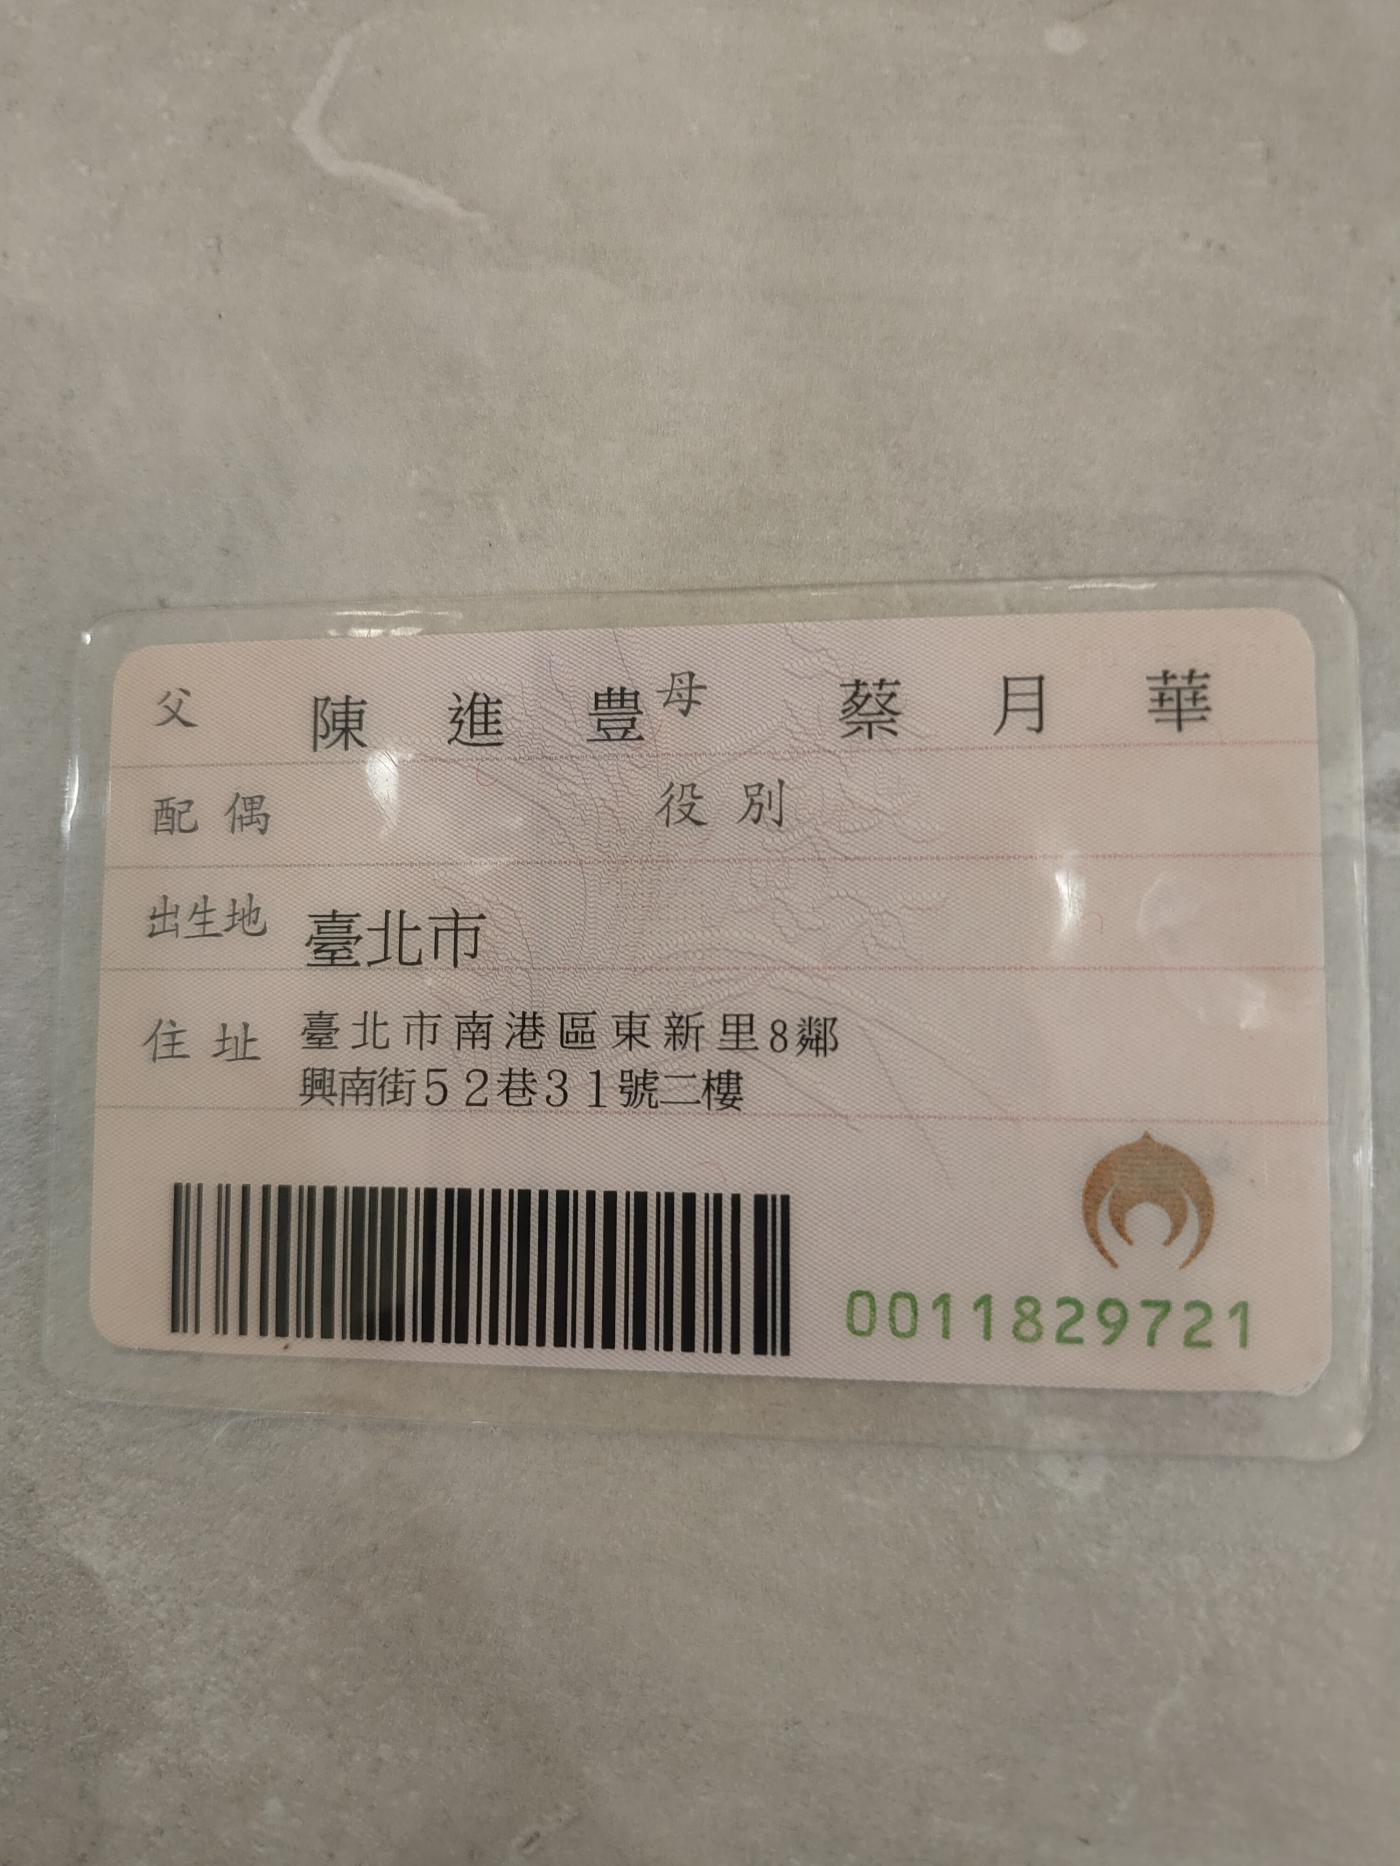 父 陳進豐 母 蔡月華
配偶 役別
出生地 臺北市
住址 臺北市南港區東新里8鄰
興南街52巷31號二樓
0011829721